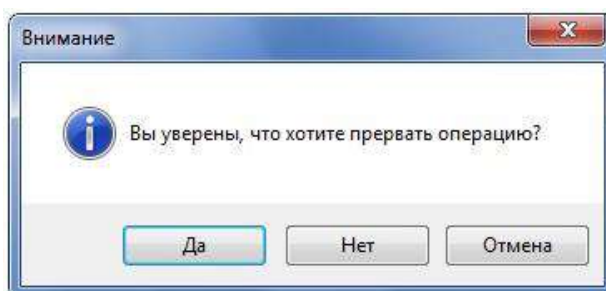 Внимание
Вы уверены, что хотите прервать операцию?
Да Нет Отмена